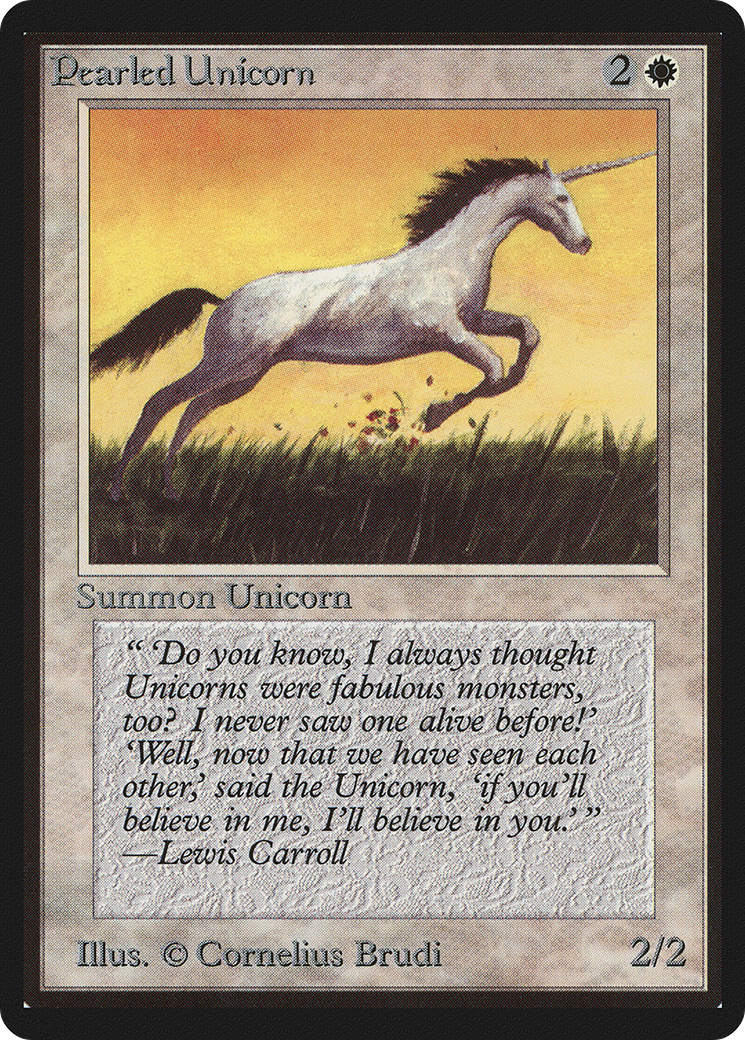 Pearled Unicorn 2
Summon Unicorn
“ ‘Do you know, I always thought
Unicorns were fabulous monsters,
too? I never saw one alive before!’
‘Well, now that we have seen each
other,’ said the Unicorn, ‘if you’ll
believe in me, I’ll believe in you.’ ”
—Lewis Carroll
Illus. © Cornelius Brudi 2/2